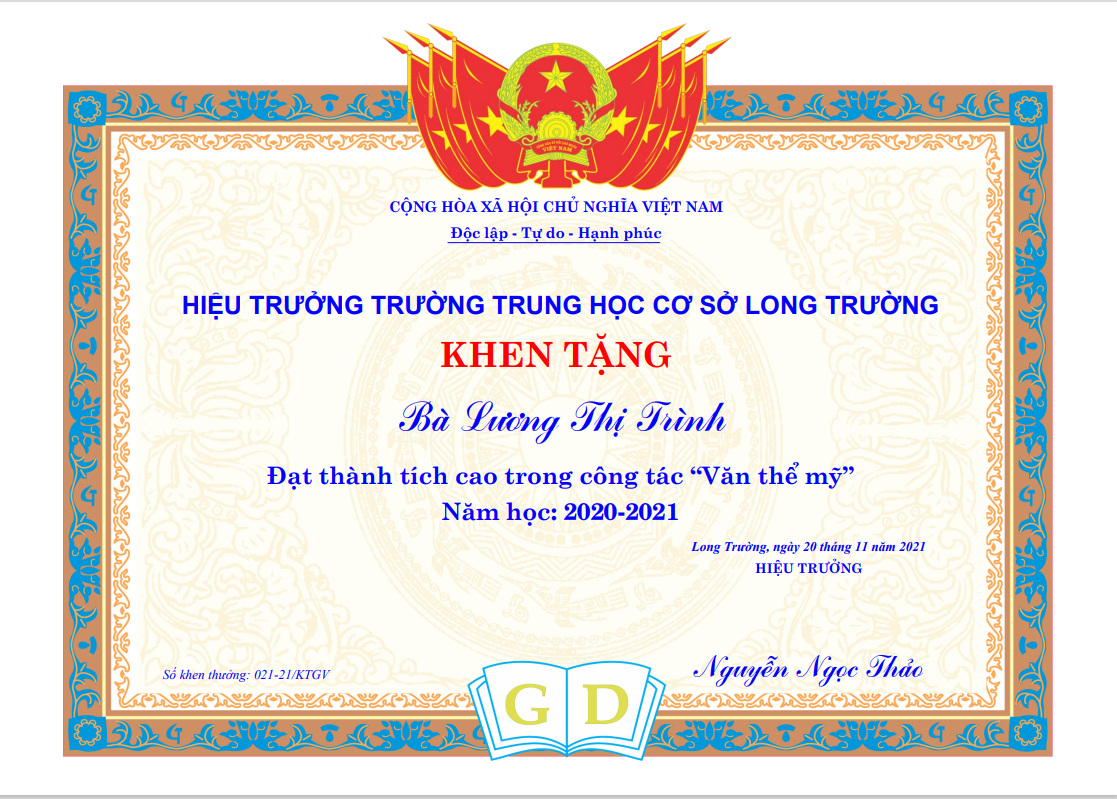 VIỆT NAM
CỘNG HÒA XÃ HỘI CHỦ NGHĨA VIỆT NAM
Độc lập - Tự do - Hạnh phúc
HIỆU TRƯỞNG TRƯỜNG TRUNG HỌC CƠ SỞ LONG TRƯỜNG
KHEN TẶNG
Bà Lương Thị Trình
Đạt thành tích cao trong công tác “Văn thể mỹ”
Năm học: 2020-2021
Long Trường, ngày 20 tháng 11 năm 2021
HIỆU TRƯỞNG
Nguyễn Ngọc Thảo
Số khen thưởng: 021-21/KTGV
G D